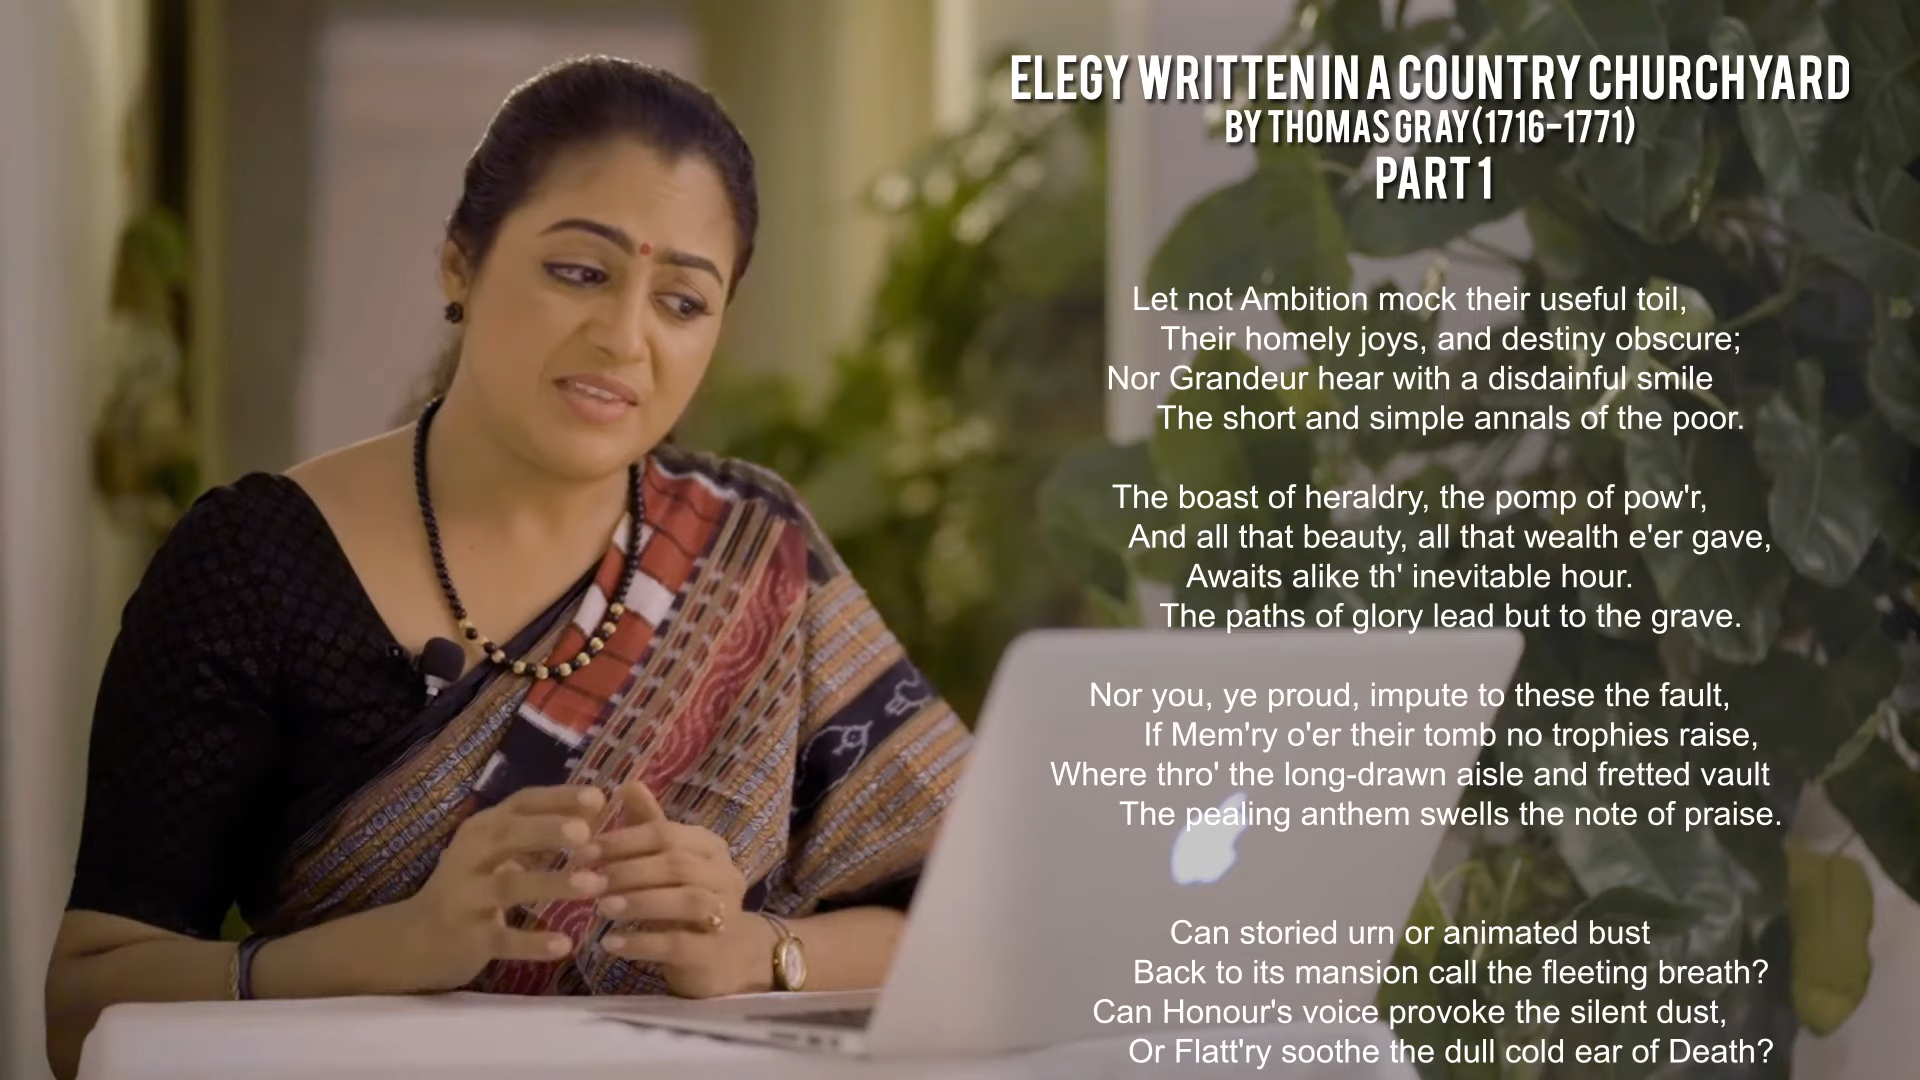 ELEGY WRITTEN IN A COUNTRY CHURCHYARD
BY THOMAS GRAY (1716-1771)
PART 1
Let not Ambition mock their useful toil,
Their homely joys, and destiny obscure;
Nor Grandeur hear with a disdainful smile
The short and simple annals of the poor.
The boast of heraldry, the pomp of pow'r,
And all that beauty, all that wealth e'er gave,
Awaits alike th' inevitable hour.
The paths of glory lead but to the grave.
Nor you, ye proud, impute to these the fault,
If Mem'ry o'er their tomb no trophies raise,
Where thro' the long-drawn aisle and fretted vault
The pealing anthem swells the note of praise.
Can storied urn or animated bust
Back to its mansion call the fleeting breath?
Can Honour's voice provoke the silent dust,
Or Flatt'ry soothe the dull cold ear of Death?